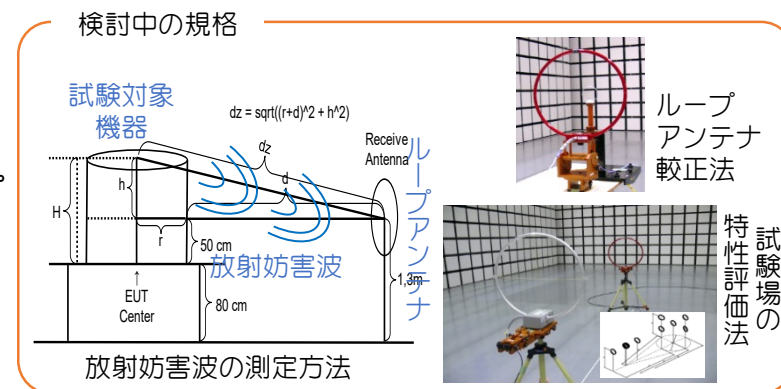 検討中の規格
。
試験対象
機器
dz = sqrt((r+d)^2 + h^2)
dz
d
Receive
Antenna
ループアンテナ
H
h
r
50 cm
放射妨害波
1,3m
↑
EUT
Center
80 cm
放射妨害波の測定方法
ループ
アンテナ
較正法
試験場の
特性評価法